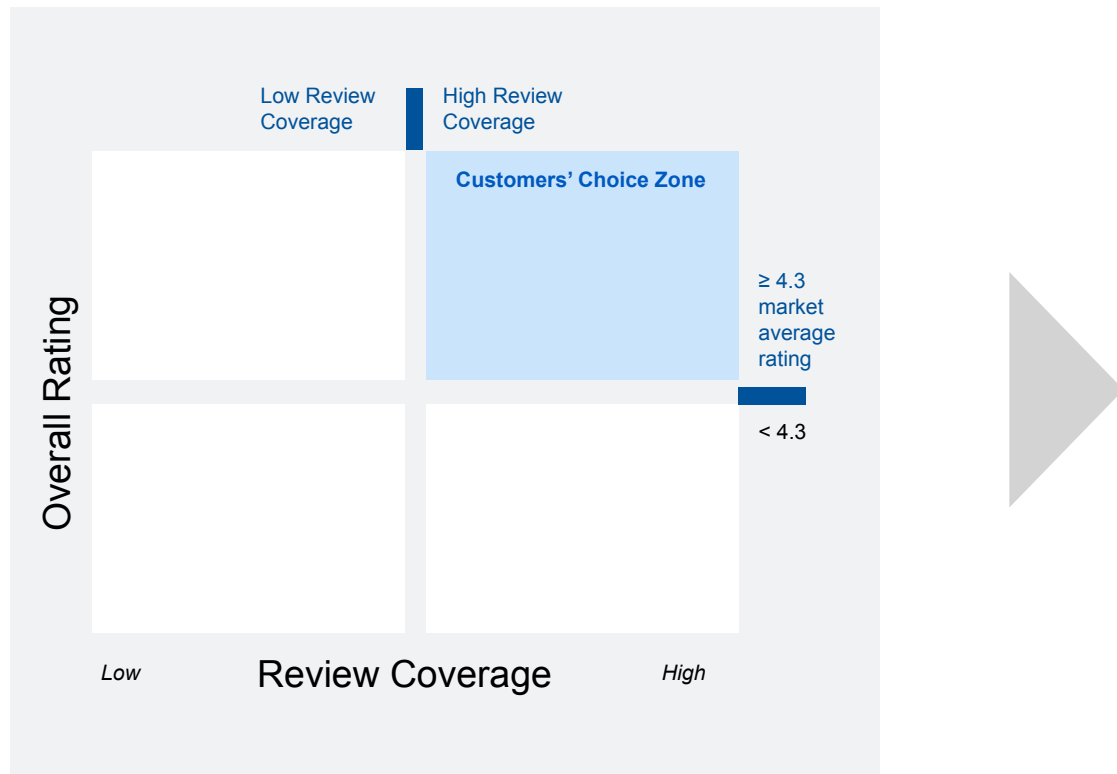 Low Review
Coverage
High Review
Coverage
Customers’ Choice Zone
≥ 4.3
market
average
rating
< 4.3
Overall Rating
Low
Review Coverage
High